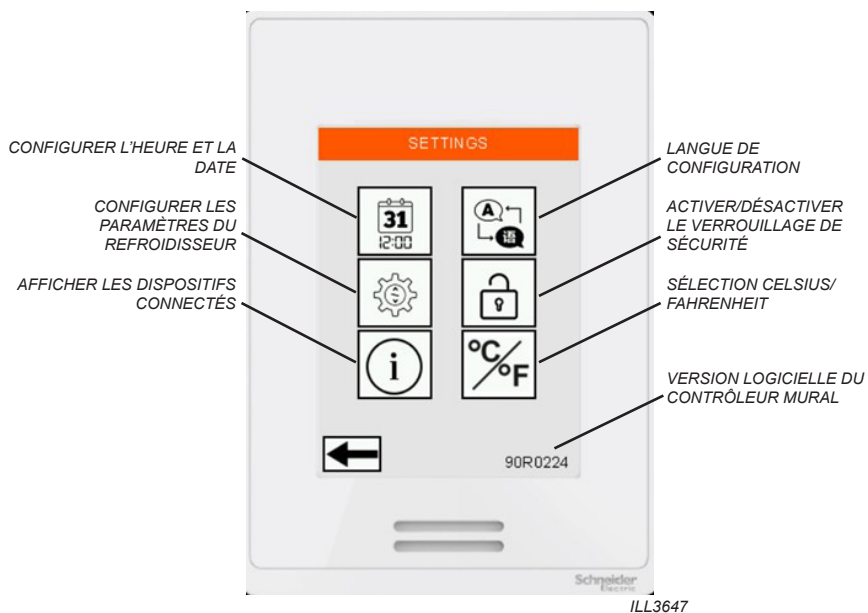 SETTINGS
CONFIGURER L'HEURE ET LA
DATE
CONFIGURER LES
PARAMÈTRES DU
REFROIDISSEUR
AFFICHER LES DISPOSITIFS
CONNECTÉS
31
12:00
A
语
i
°C/°F
LANGUE DE
CONFIGURATION
ACTIVER/DÉSACTIVER
LE VERROUILLAGE DE
SÉCURITÉ
SÉLECTION CELSIUS/
FAHRENHEIT
VERSION LOGICIELLE DU
CONTRÔLEUR MURAL
90R0224
Schneider
Electric
ILL3647